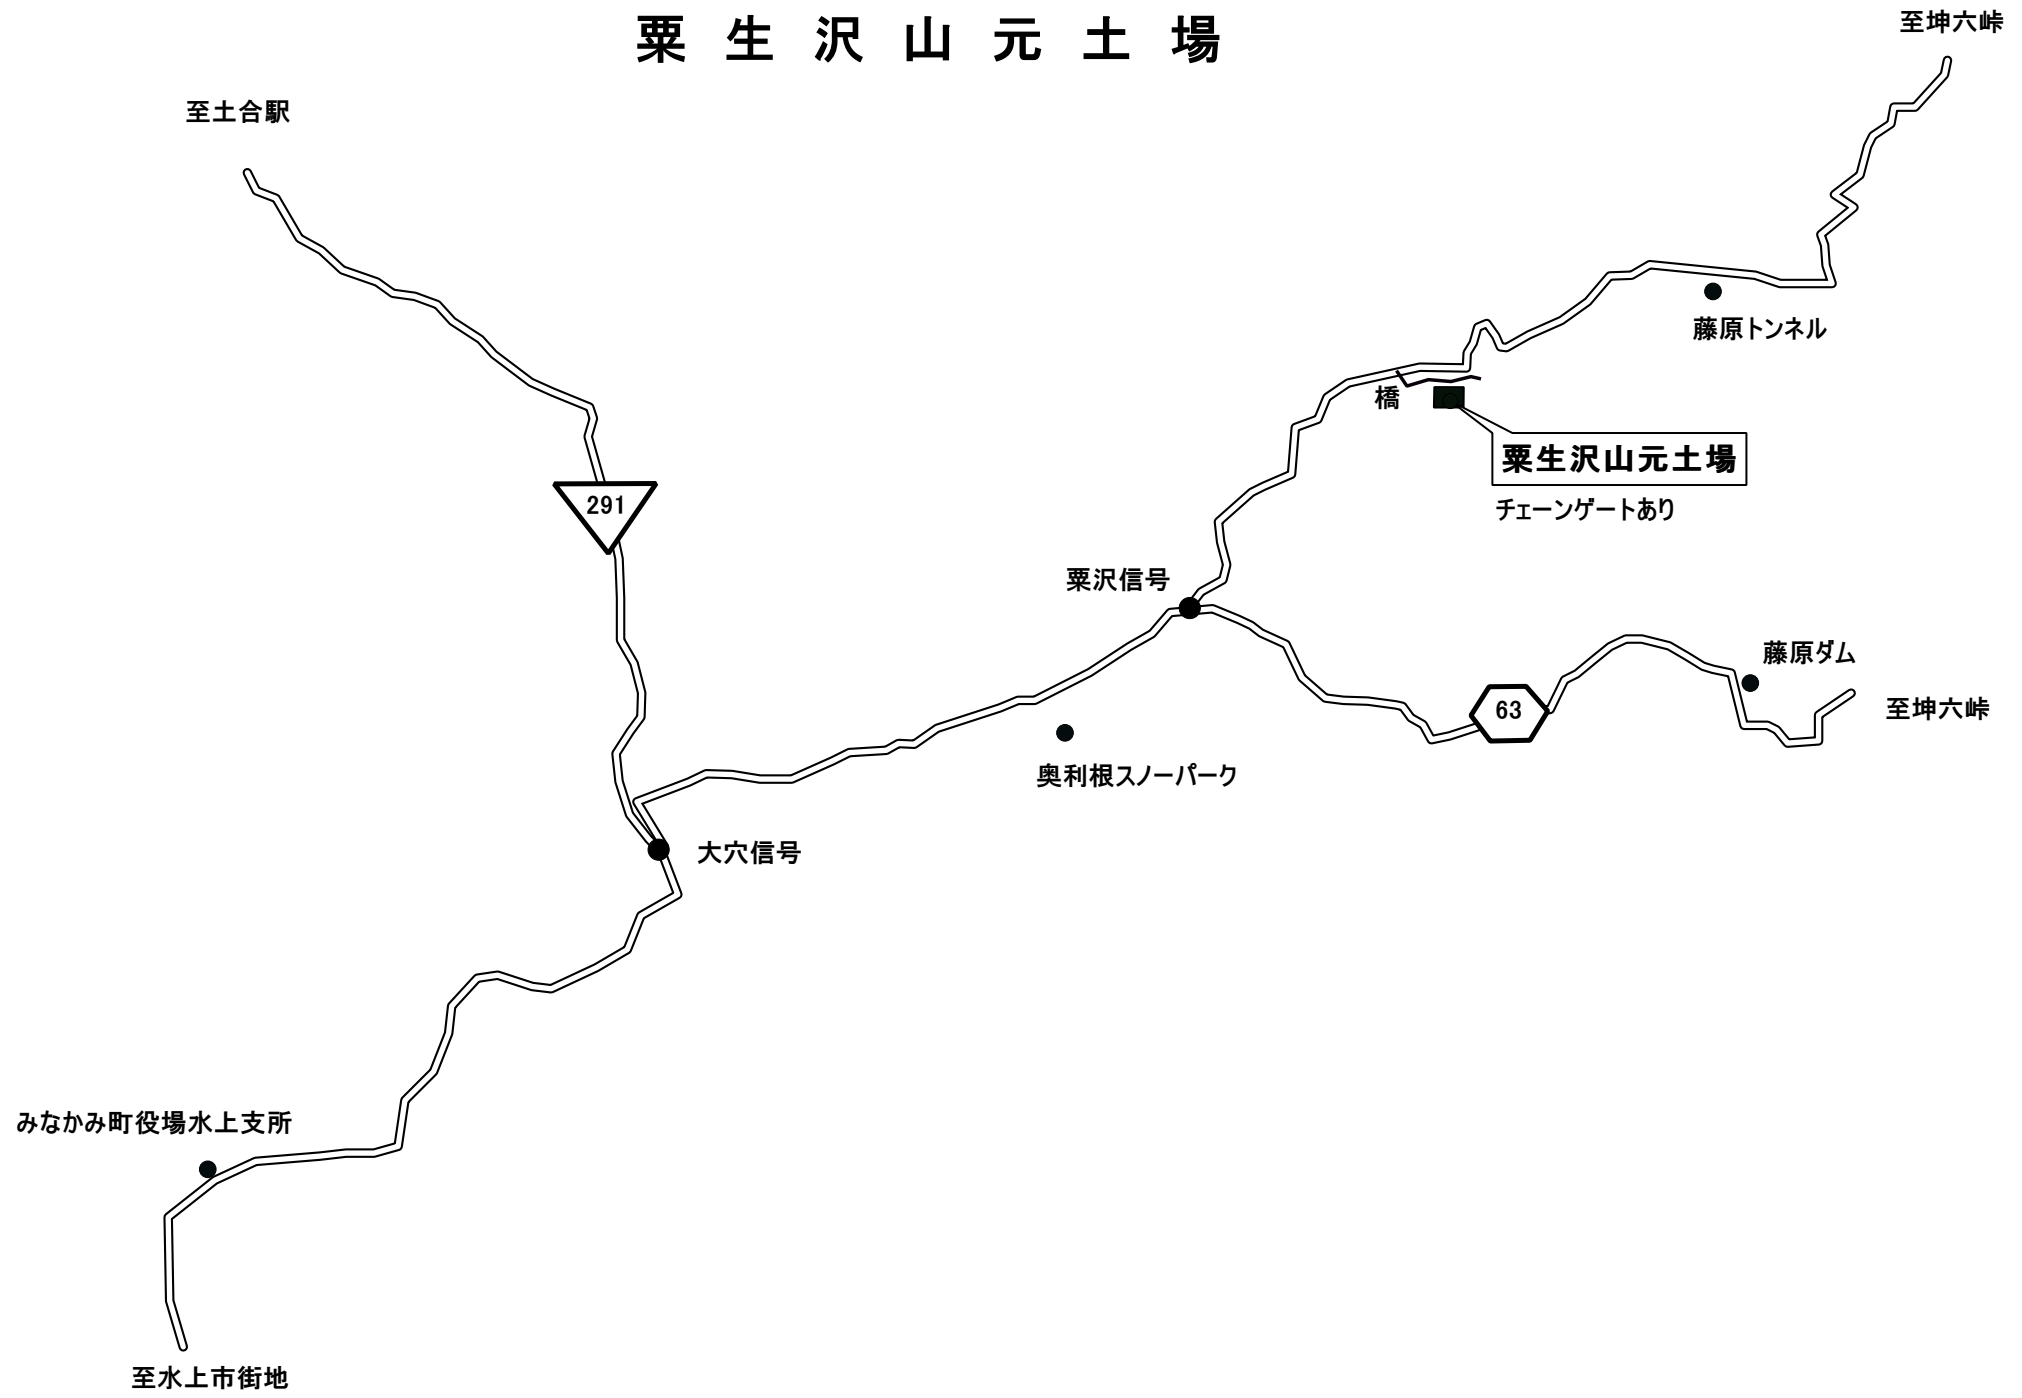 粟生沢山元土場
至坤六峠
至土合駅
藤原トンネル
橋
粟生沢山元土場
291
チェーンゲートあり
粟沢信号
藤原ダム
63
至坤六峠
奥利根スノーパーク
大穴信号
みなかみ町役場水上支所
至水上市街地